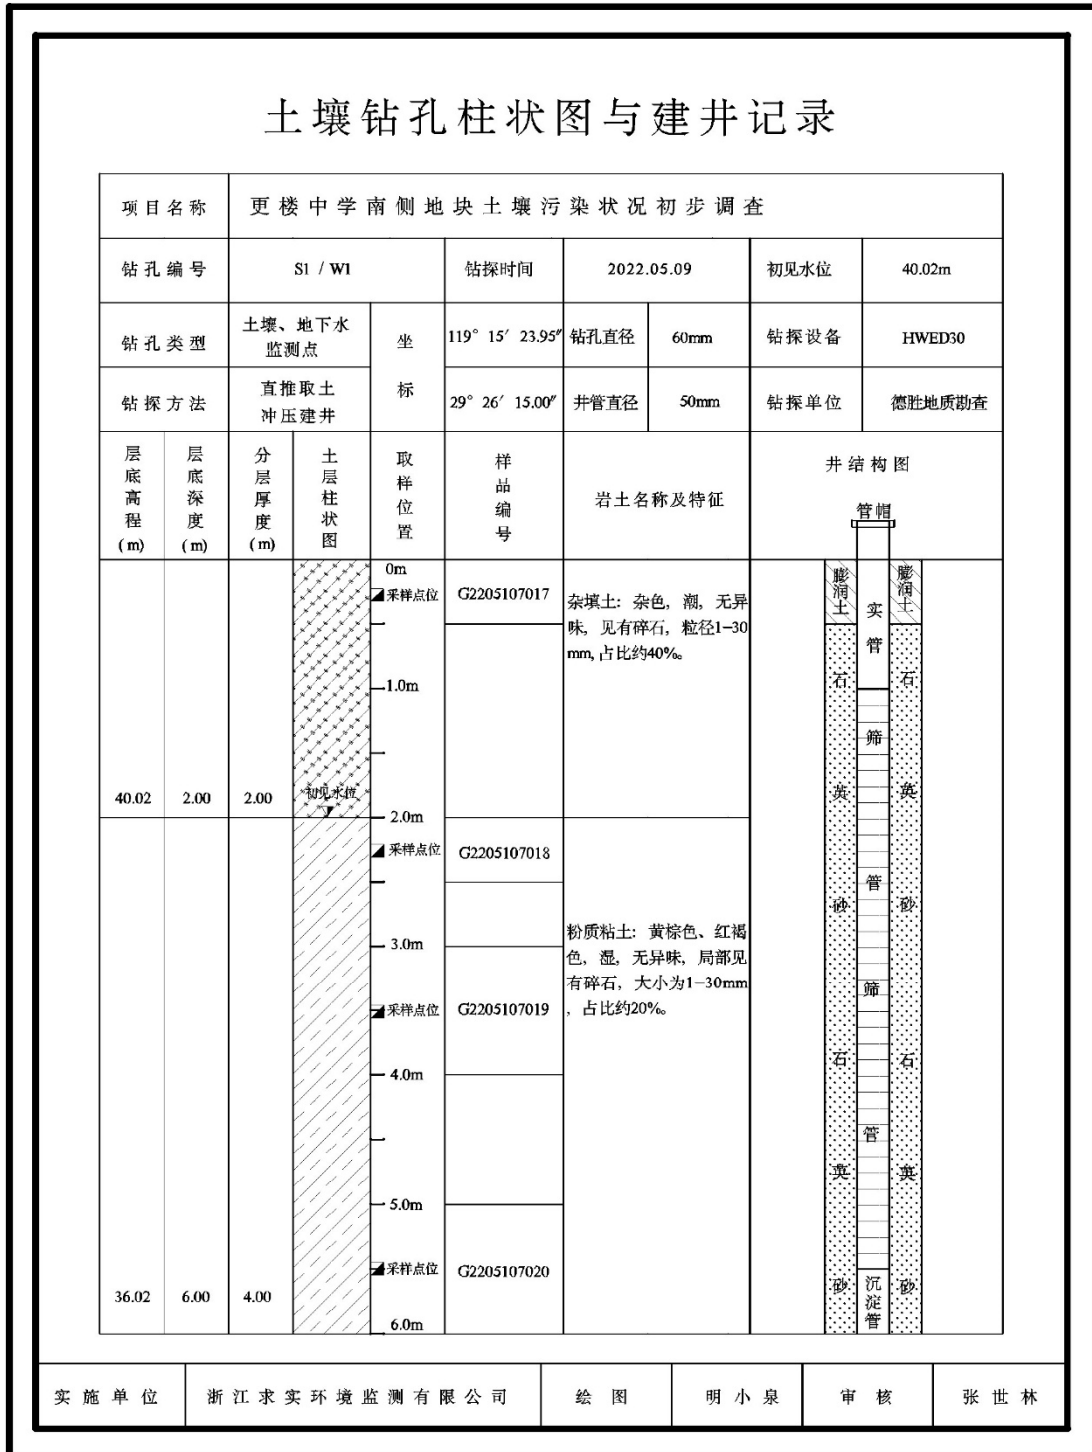 土壤钻孔柱状图与建井记录
项目名称 更楼中学南侧地块土壤污染状况初步调查
钻孔编号 S1 / W1 钻探时间 2022.05.09 初见水位 40.02m
钻孔类型 土壤、地下水监测点 坐标 119° 15′ 23.95″ 钻孔直径 60mm 钻探设备 HWED30
钻探方法 直推取土冲压建井 29° 26′ 15.00″ 井管直径 50mm 钻探单位 德胜地质勘查
层底高程(m) 层底深度(m) 分层厚度(m) 土层柱状图 取样位置 样品编号 岩土名称及特征 井结构图
管帽
0m
采样点位 G2205107017
杂填土：杂色，潮，无异
味，见有碎石，粒径1-30
mm,占比约40%。
膨润土 实管 膨润土
1.0m
40.02 2.00 2.00 初见水位
2.0m
采样点位 G2205107018
3.0m
粉质粘土：黄棕色、红褐
色，湿，无异味，局部见
有碎石，大小为1-30mm
，占比约20%。
采样点位 G2205107019
4.0m
5.0m
采样点位 G2205107020
36.02 6.00 4.00
6.0m
石英砂石英砂
筛管筛管
沉淀管
石英砂石英砂
实施单位 浙江求实环境监测有限公司 绘图 明小泉 审核 张世林